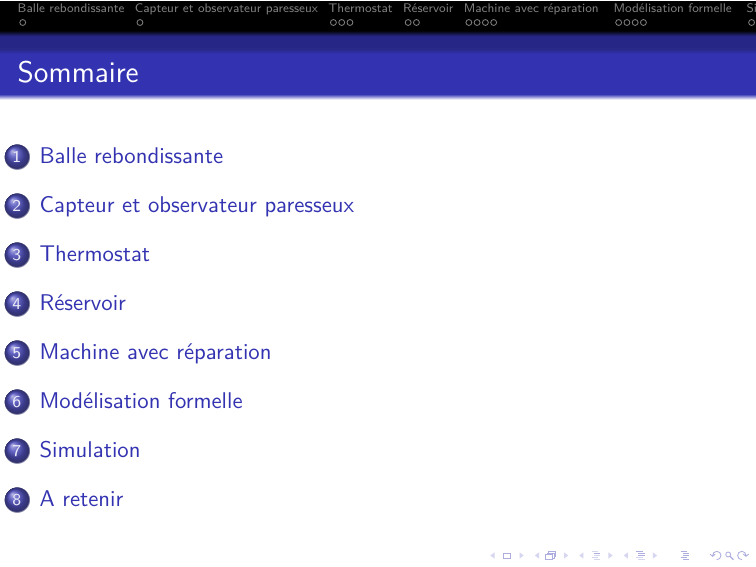 Balle rebondissante Capteur et observateur paresseux Thermostat Réservoir Machine avec réparation Modélisation formelle Si
Sommaire
1 Balle rebondissante
2 Capteur et observateur paresseux
3 Thermostat
4 Réservoir
5 Machine avec réparation
6 Modélisation formelle
7 Simulation
8 A retenir